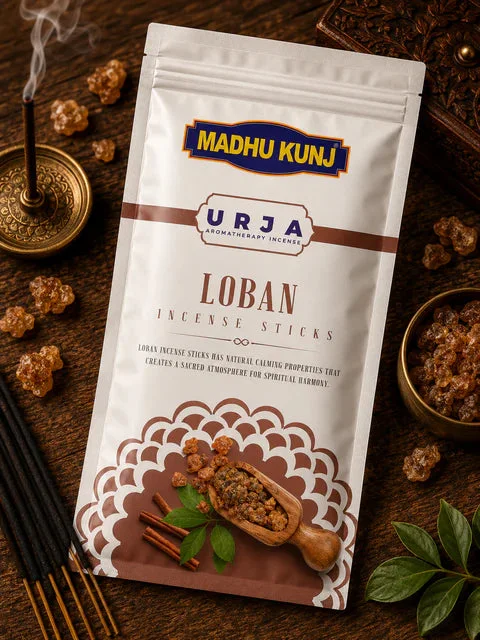 MADHU KUNJ
URJA
AROMATHERAPY INCENSE
LOBAN
INCENSE STICKS
LOBAN INCENSE STICKS HAS NATURAL CALMING PROPERTIES THAT
CREATES A SACRED ATMOSPHERE FOR SPIRITUAL HARMONY.